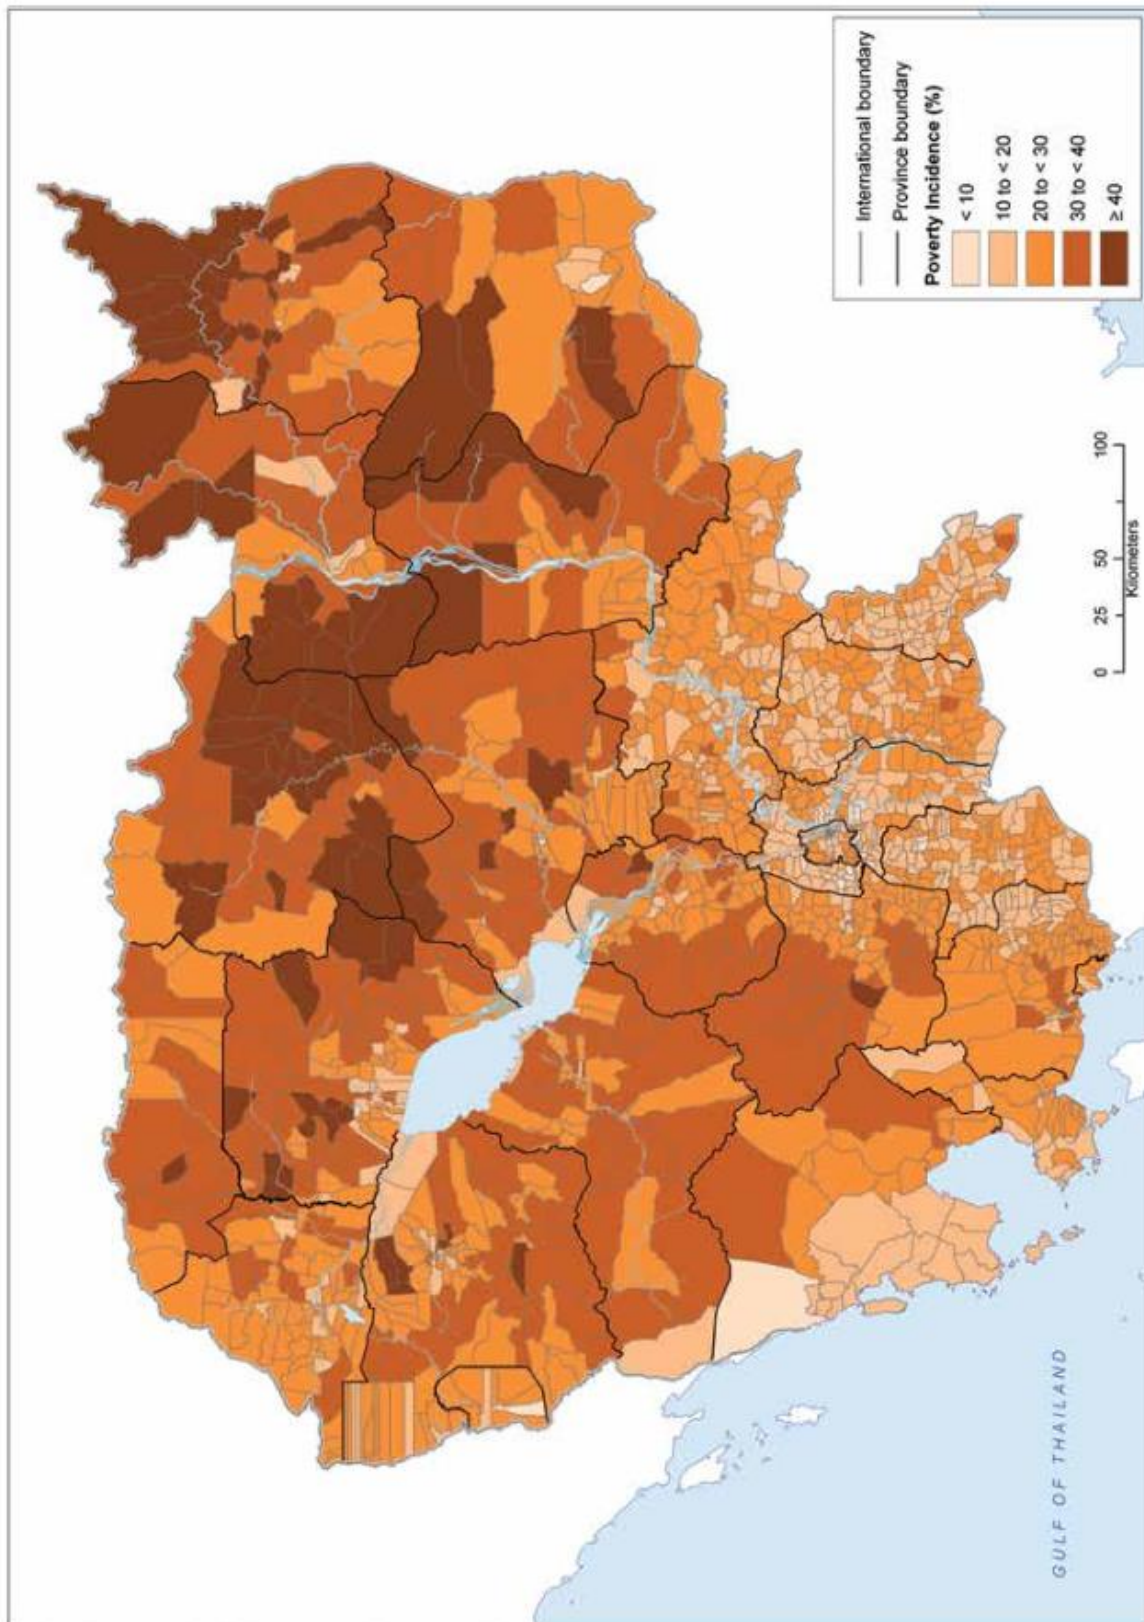 International boundary
Province boundary
Poverty Incidence (%)
< 10
10 to < 20
20 to < 30
30 to < 40
≥ 40
0 25 50 100
Kilometers
GULF OF THAILAND